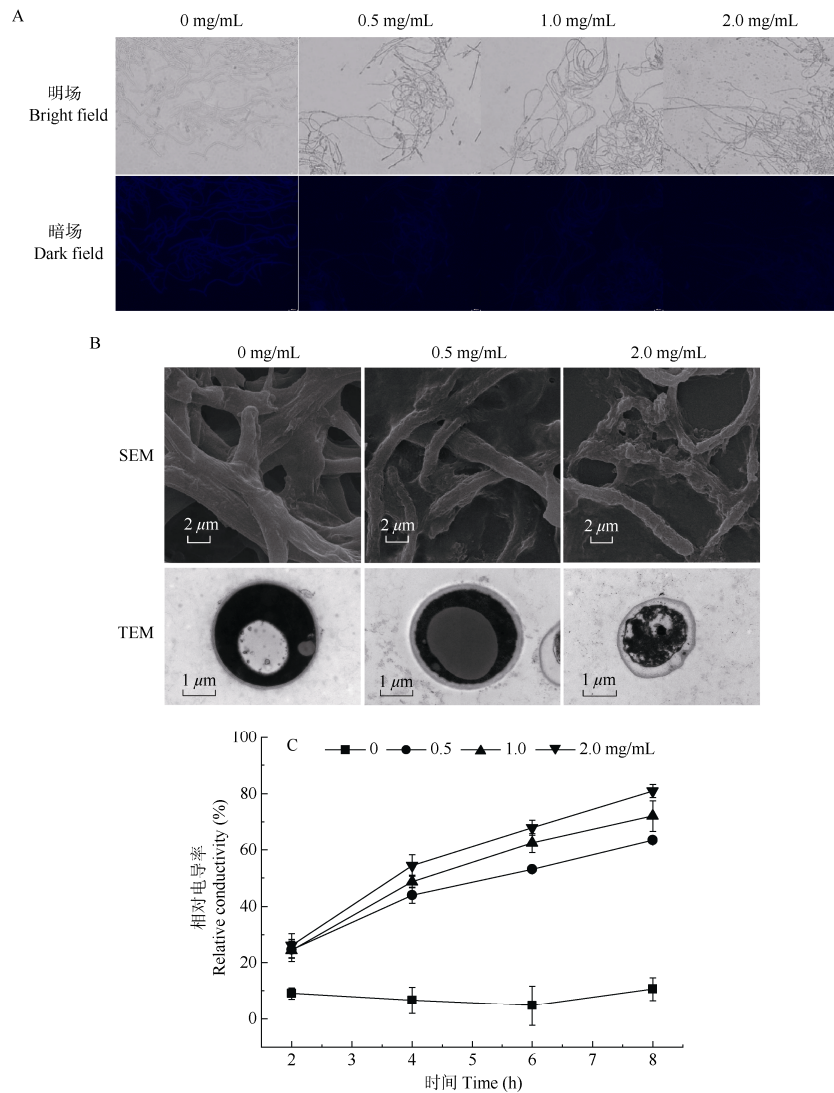 A
0 mg/mL 0.5 mg/mL 1.0 mg/mL 2.0 mg/mL
明场
Bright field
暗场
Dark field
B
0 mg/mL 0.5 mg/mL 2.0 mg/mL
SEM
2 μm 2 μm 2 μm
TEM
1 μm 1 μm 1 μm
C
0 0.5 1.0 2.0 mg/mL
100
80
60
40
20
0
相对电导率
Relative conductivity (%)
2 3 4 5 6 7 8
时间 Time (h)